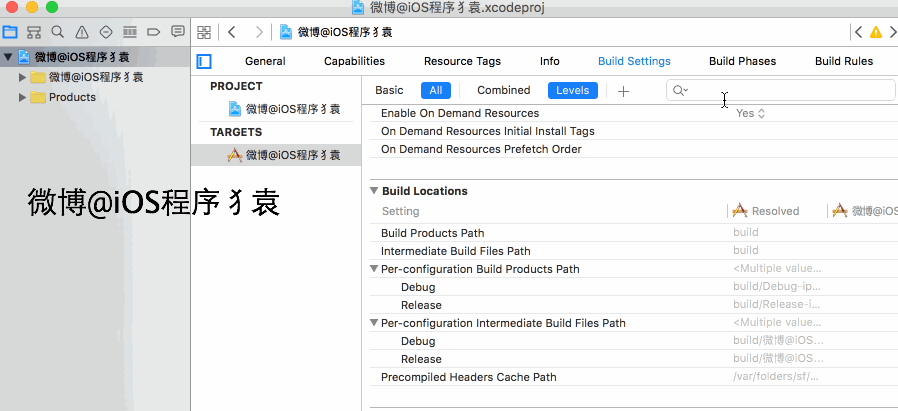 微博@iOS程序犭袁.xcodeproj
微博@iOS程序犭袁
微博@iOS程序犭袁
微博@iOS程序犭袁
Products
General Capabilities Resource Tags Info Build Settings Build Phases Build Rules
PROJECT
微博@iOS程序犭袁
TARGETS
微博@iOS程序犭袁
Basic All Combined Levels +
Enable On Demand Resources Yes
On Demand Resources Initial Install Tags
On Demand Resources Prefetch Order
Build Locations
Setting Resolved 微博@iOS
Build Products Path build
Intermediate Build Files Path build
Per-configuration Build Products Path <Multiple value...
Debug build/Debug-ip...
Release build/Release-i...
Per-configuration Intermediate Build Files Path <Multiple value...
Debug build/微博@iOS...
Release build/微博@iOS...
Precompiled Headers Cache Path /var/folders/sf/...
微博@iOS程序犭袁